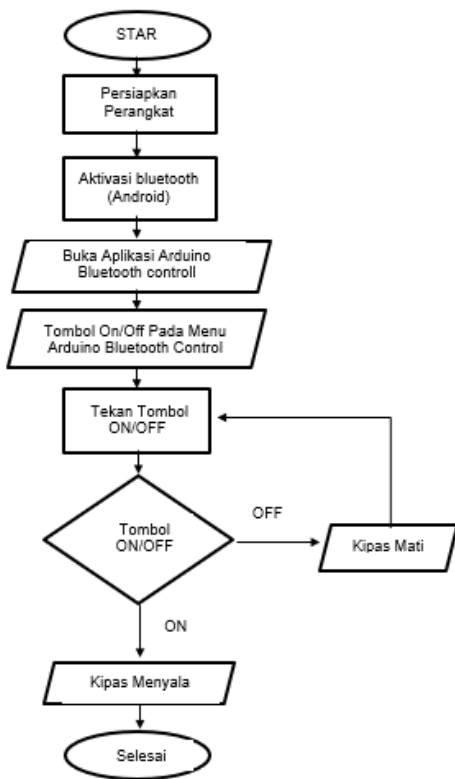 STAR
Persiapkan
Perangkat
Aktivasi bluetooth
(Android)
Buka Aplikasi Arduino
Bluetooth controll
Tombol On/Off Pada Menu
Arduino Bluetooth Control
Tekan Tombol
ON/OFF
Tombol
ON/OFF
OFF
Kipas Mati
ON
Kipas Menyala
Selesai